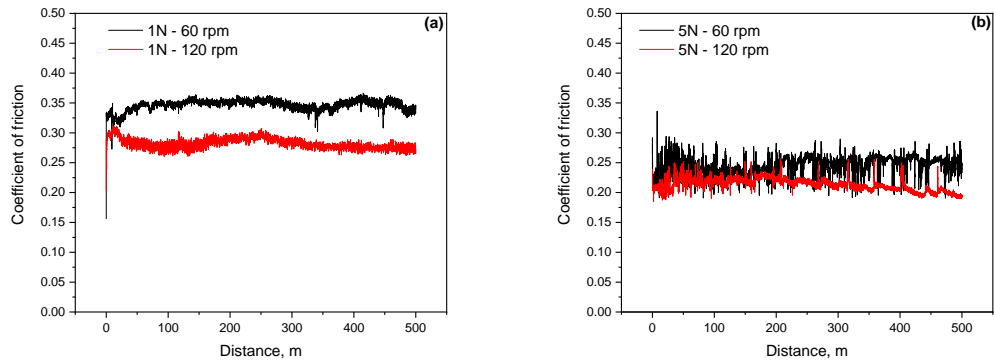 (a)
1N - 60 rpm
1N - 120 rpm
Coefficient of friction
0.50
0.45
0.40
0.35
0.30
0.25
0.20
0.15
0.10
0.05
0.00
0 100 200 300 400 500
Distance, m
(b)
5N - 60 rpm
5N - 120 rpm
Coefficient of friction
0.50
0.45
0.40
0.35
0.30
0.25
0.20
0.15
0.10
0.05
0.00
0 100 200 300 400 500
Distance, m